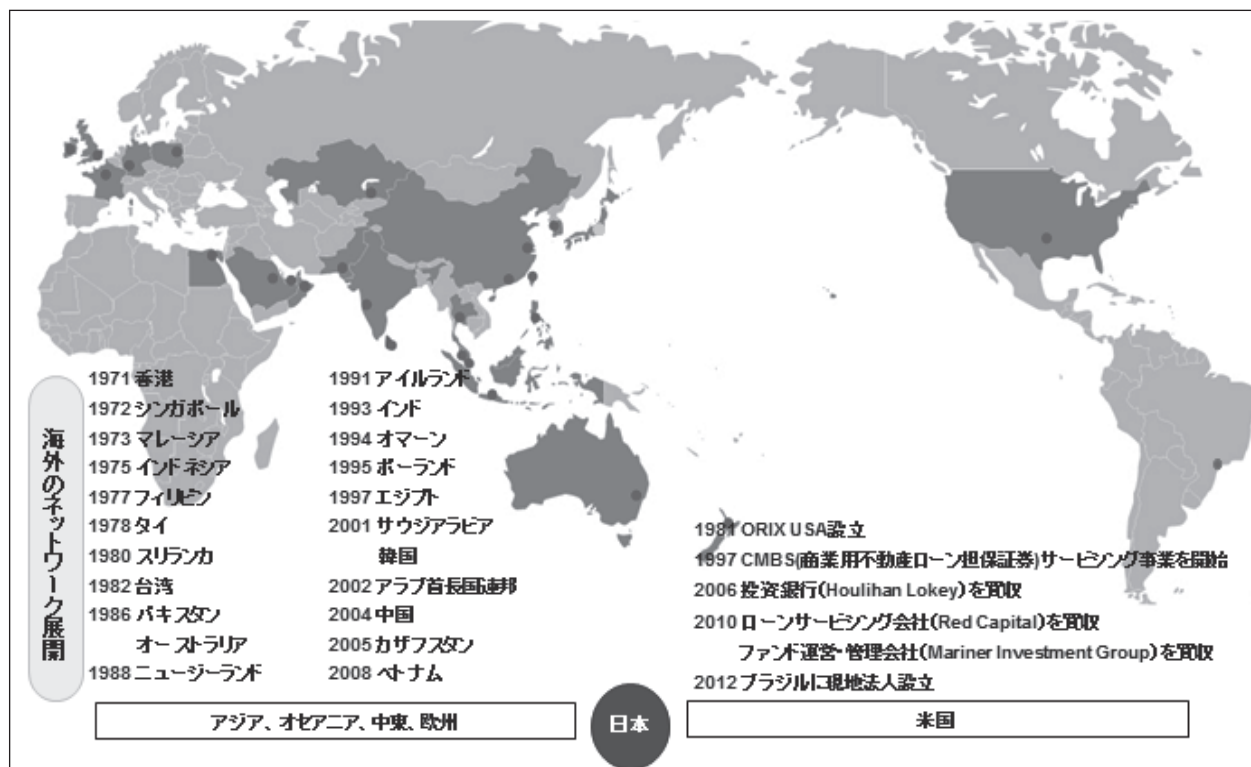 海外のネットワーク展開
1971 香港
1972 シンガポール
1973 マレーシア
1975 インドネシア
1977 フィリピン
1978 タイ
1980 スリランカ
1982 台湾
1986 パキスタン
オーストラリア
1988 ニュージーランド
1991 アイルランド
1993 インド
1994 オマーン
1995 ポーランド
1997 エジプト
2001 サウジアラビア
韓国
2002 アラブ首長国連邦
2004 中国
2005 カザフスタン
2008 ベトナム
アジア、オセアニア、中東、欧州
日本
1981 ORIX USA設立
1997 CMBS(商業用不動産ローン担保証券)サービシング事業を開始
2006 投資銀行(Houlihan Lokey)を買収
2010 ローンサービシング会社(Red Capital)を買収
ファンド運営・管理会社(Mariner Investment Group)を買収
2012 ブラジルに現地法人設立
米国